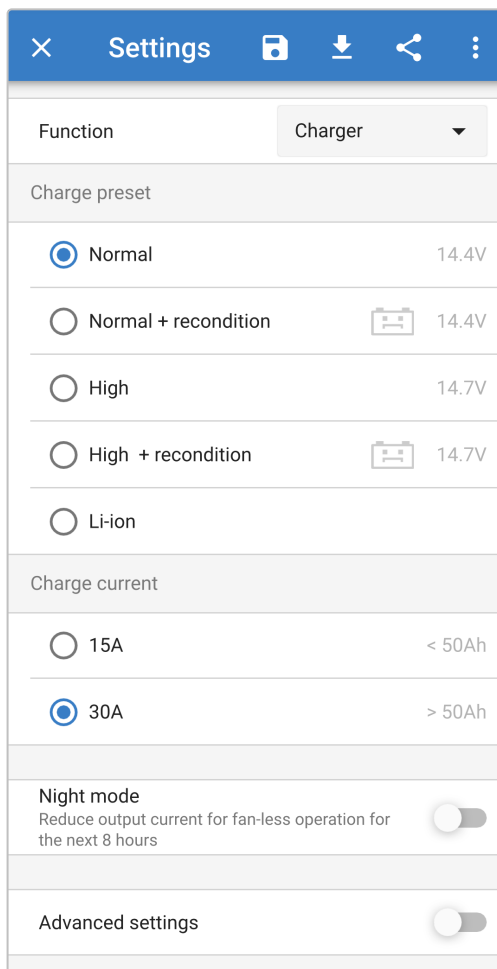 Settings
Function Charger
Charge preset
Normal 14.4V
Normal + recondition 14.4V
High 14.7V
High + recondition 14.7V
Li-ion
Charge current
15A < 50Ah
30A > 50Ah
Night mode
Reduce output current for fan-less operation for
the next 8 hours
Advanced settings